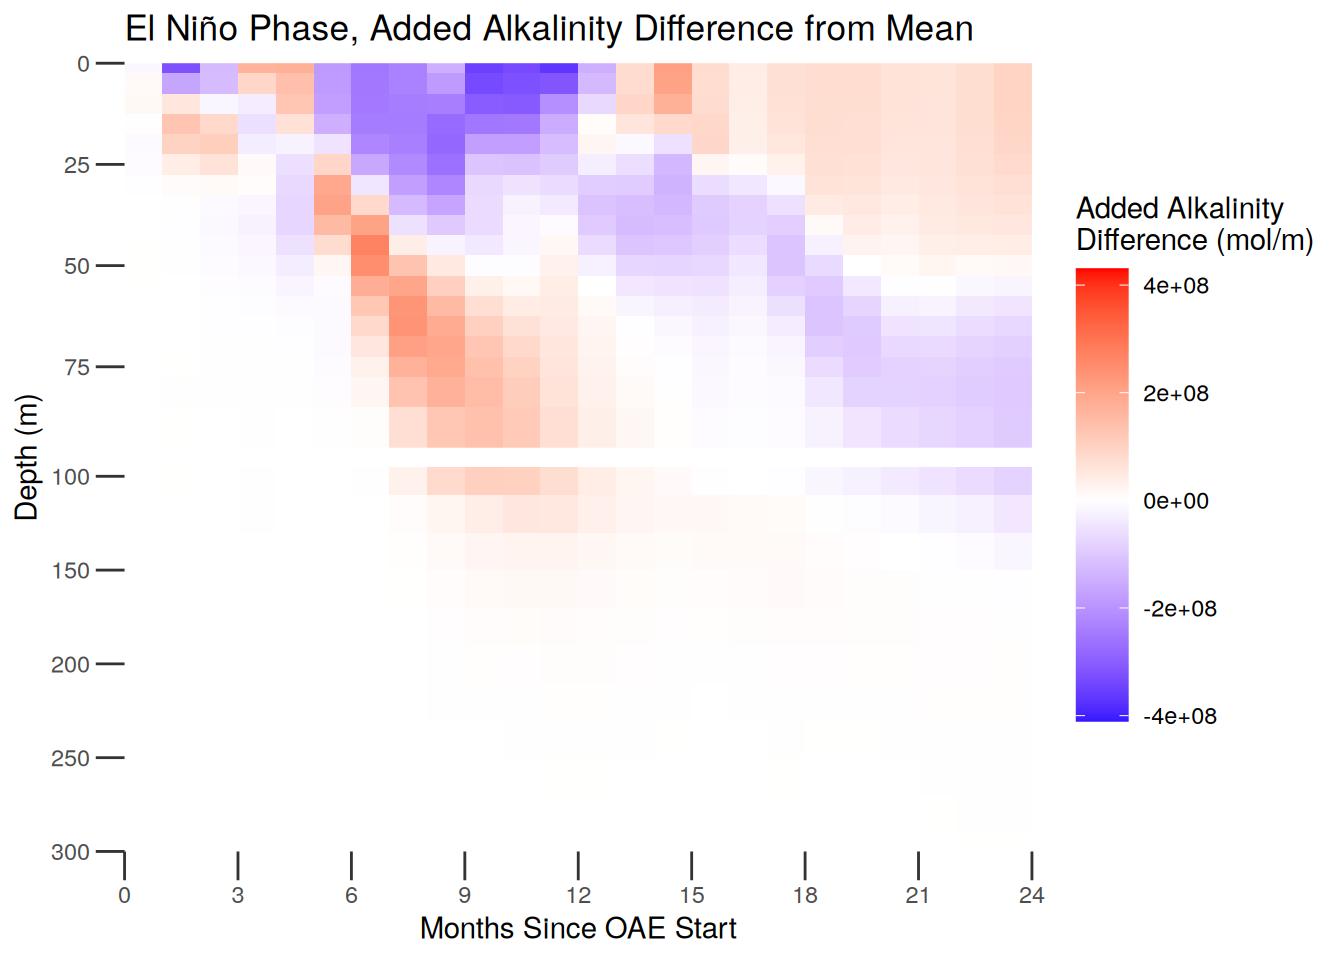 El Niño Phase, Added Alkalinity Difference from Mean
0
25
50
75
100
150
200
250
300
Depth (m)
0 3 6 9 12 15 18 21 24
Months Since OAE Start
Added Alkalinity
Difference (mol/m)
4e+08
2e+08
0e+00
-2e+08
-4e+08